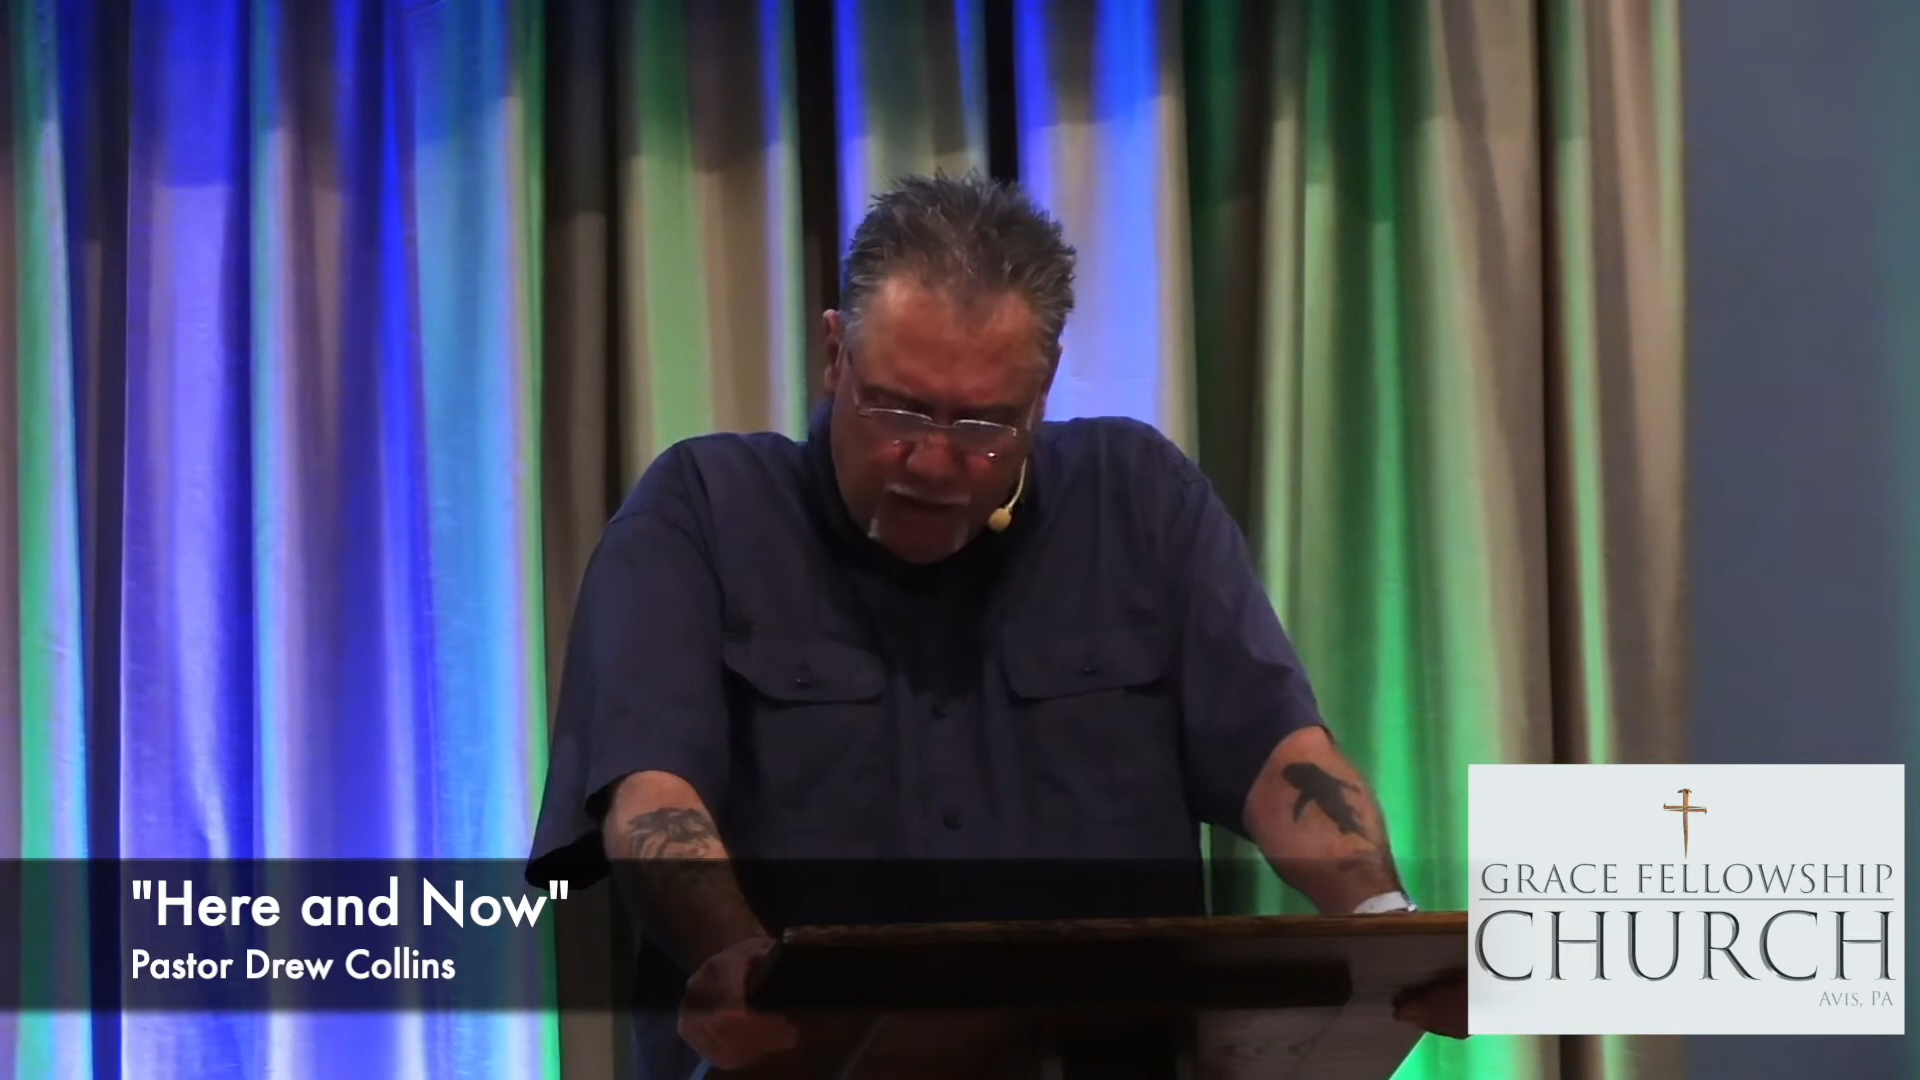 "Here and Now"
Pastor Drew Collins
GRACE FELLOWSHIP
CHURCH
AVIS, PA